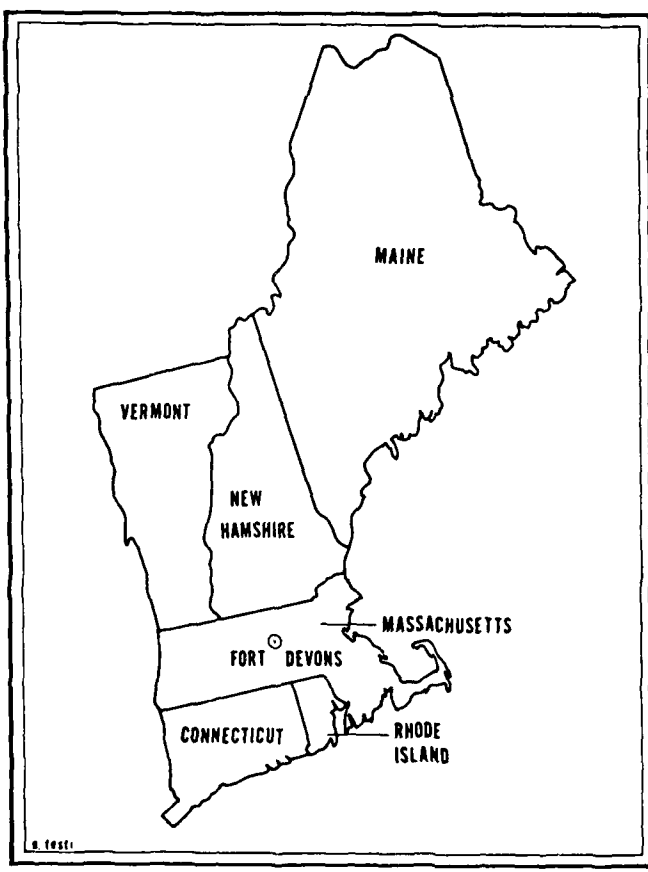 MAINE
VERMONT
NEW
HAMSHIRE
MASSACHUSETTS
FORT DEVONS
CONNECTICUT
RHODE
ISLAND